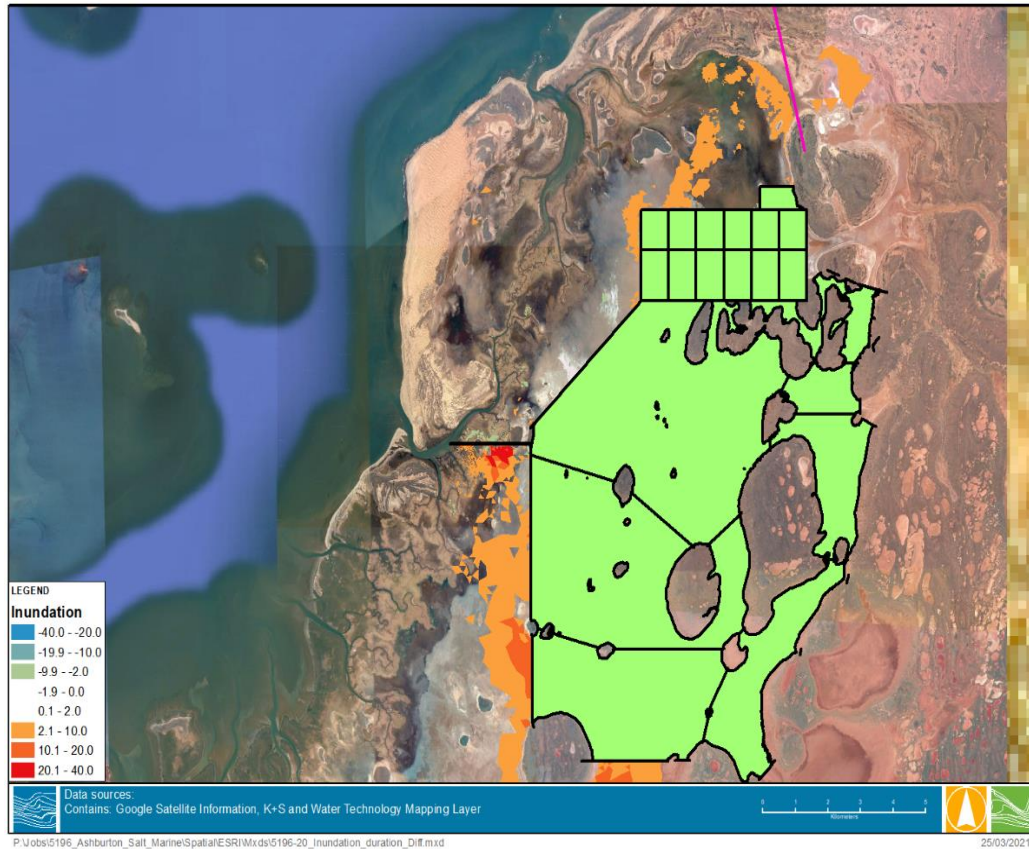 LEGEND
Inundation
-40.0 - -20.0
-19.9 - -10.0
-9.9 - -2.0
-1.9 - 0.0
0.1 - 2.0
2.1 - 10.0
10.1 - 20.0
20.1 - 40.0
Data sources:
Contains: Google Satellite Information, K+S and Water Technology Mapping Layer
0 1 2 3 4 5
Kilometers
P:\Jobs\5196_Ashburton_Salt_Marine\Spatial\ESRI\Mxds\5196-20_Inundation_duration_Diff.mxd
25/03/2021